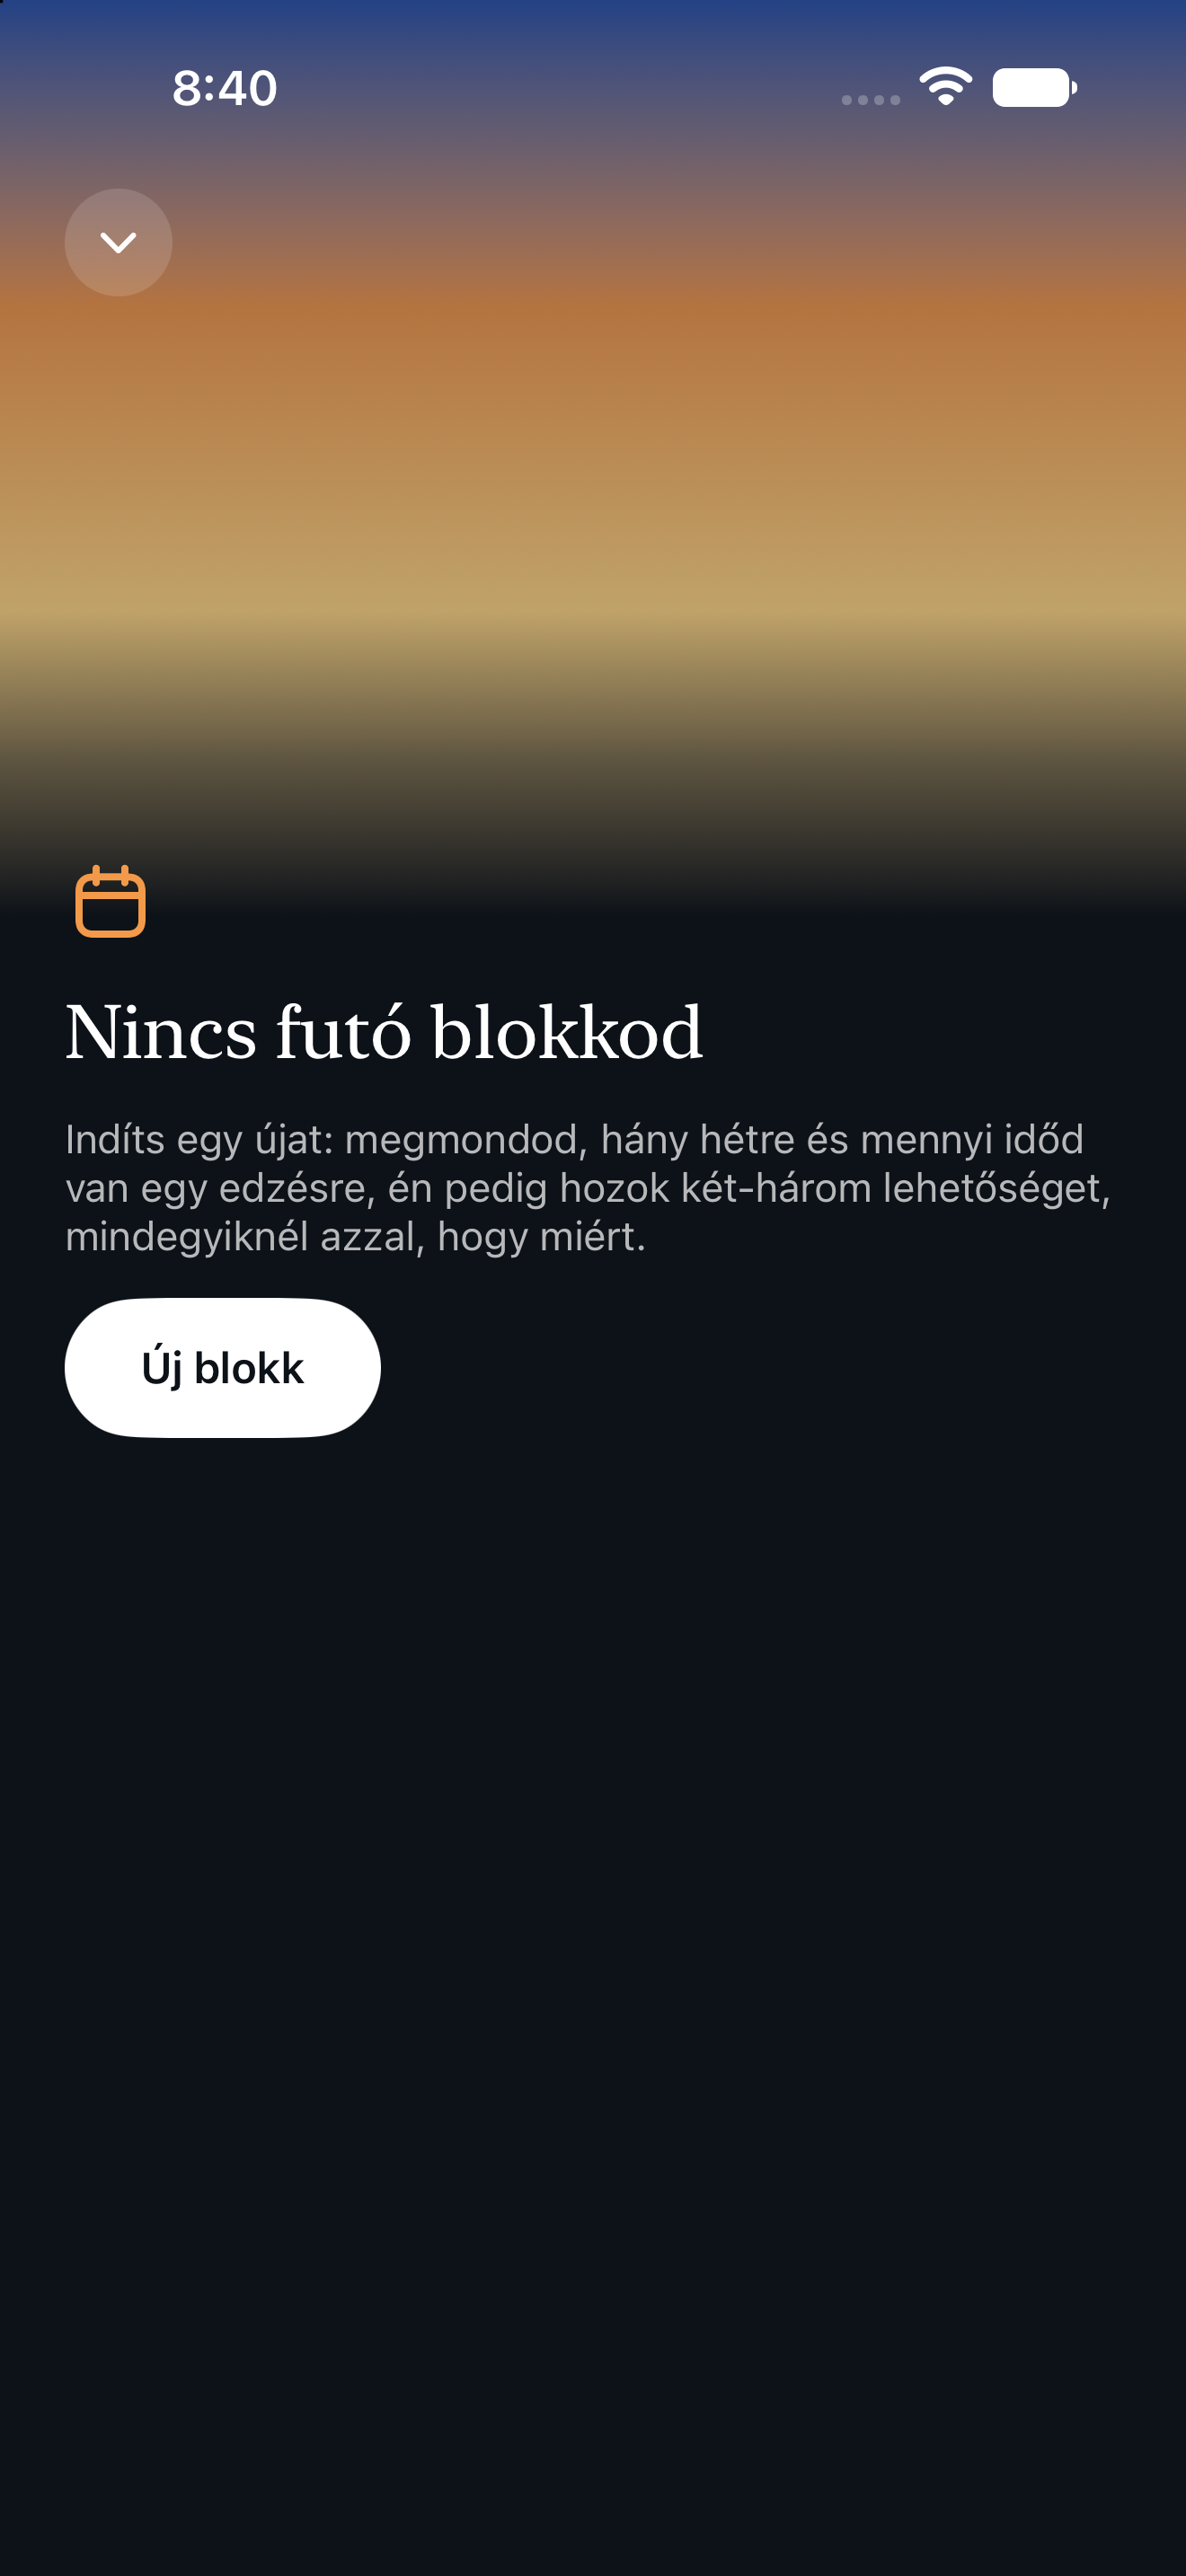 8:40
Nincs futó blokkod
Indíts egy újat: megmondod, hány hétre és mennyi időd
van egy edzésre, én pedig hozok két-három lehetőséget,
mindegyiknél azzal, hogy miért.
Új blokk